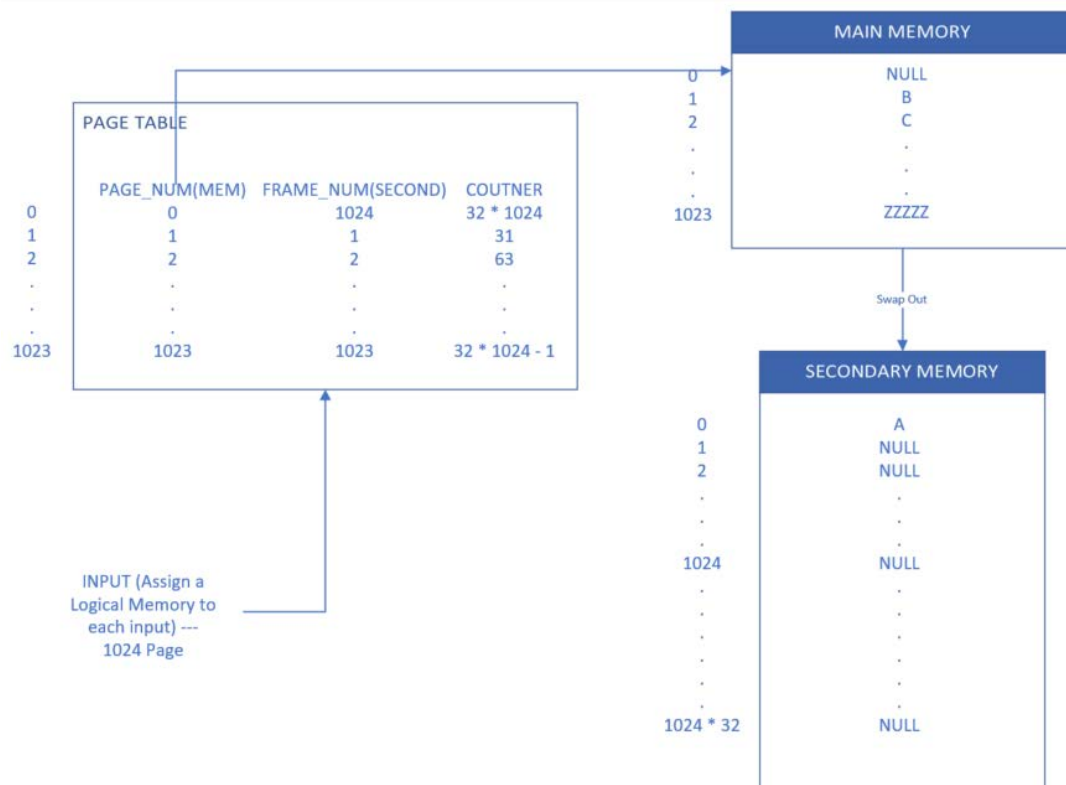 MAIN MEMORY
0 NULL
1 B
2 C
. .
. .
. .
1023 ZZZZZ
PAGE TABLE
PAGE_NUM(MEM) FRAME_NUM(SECOND) COUTNER
0 0 1024 32 * 1024
1 1 1 31
2 2 2 63
. . . .
. . . .
. . . .
1023 1023 1023 32 * 1024 - 1
Swap Out
SECONDARY MEMORY
0 A
1 NULL
2 NULL
. .
. .
. .
1024 NULL
. .
. .
. .
. .
. .
. .
1024 * 32 NULL
INPUT (Assign a
Logical Memory to
each input) ---
1024 Page